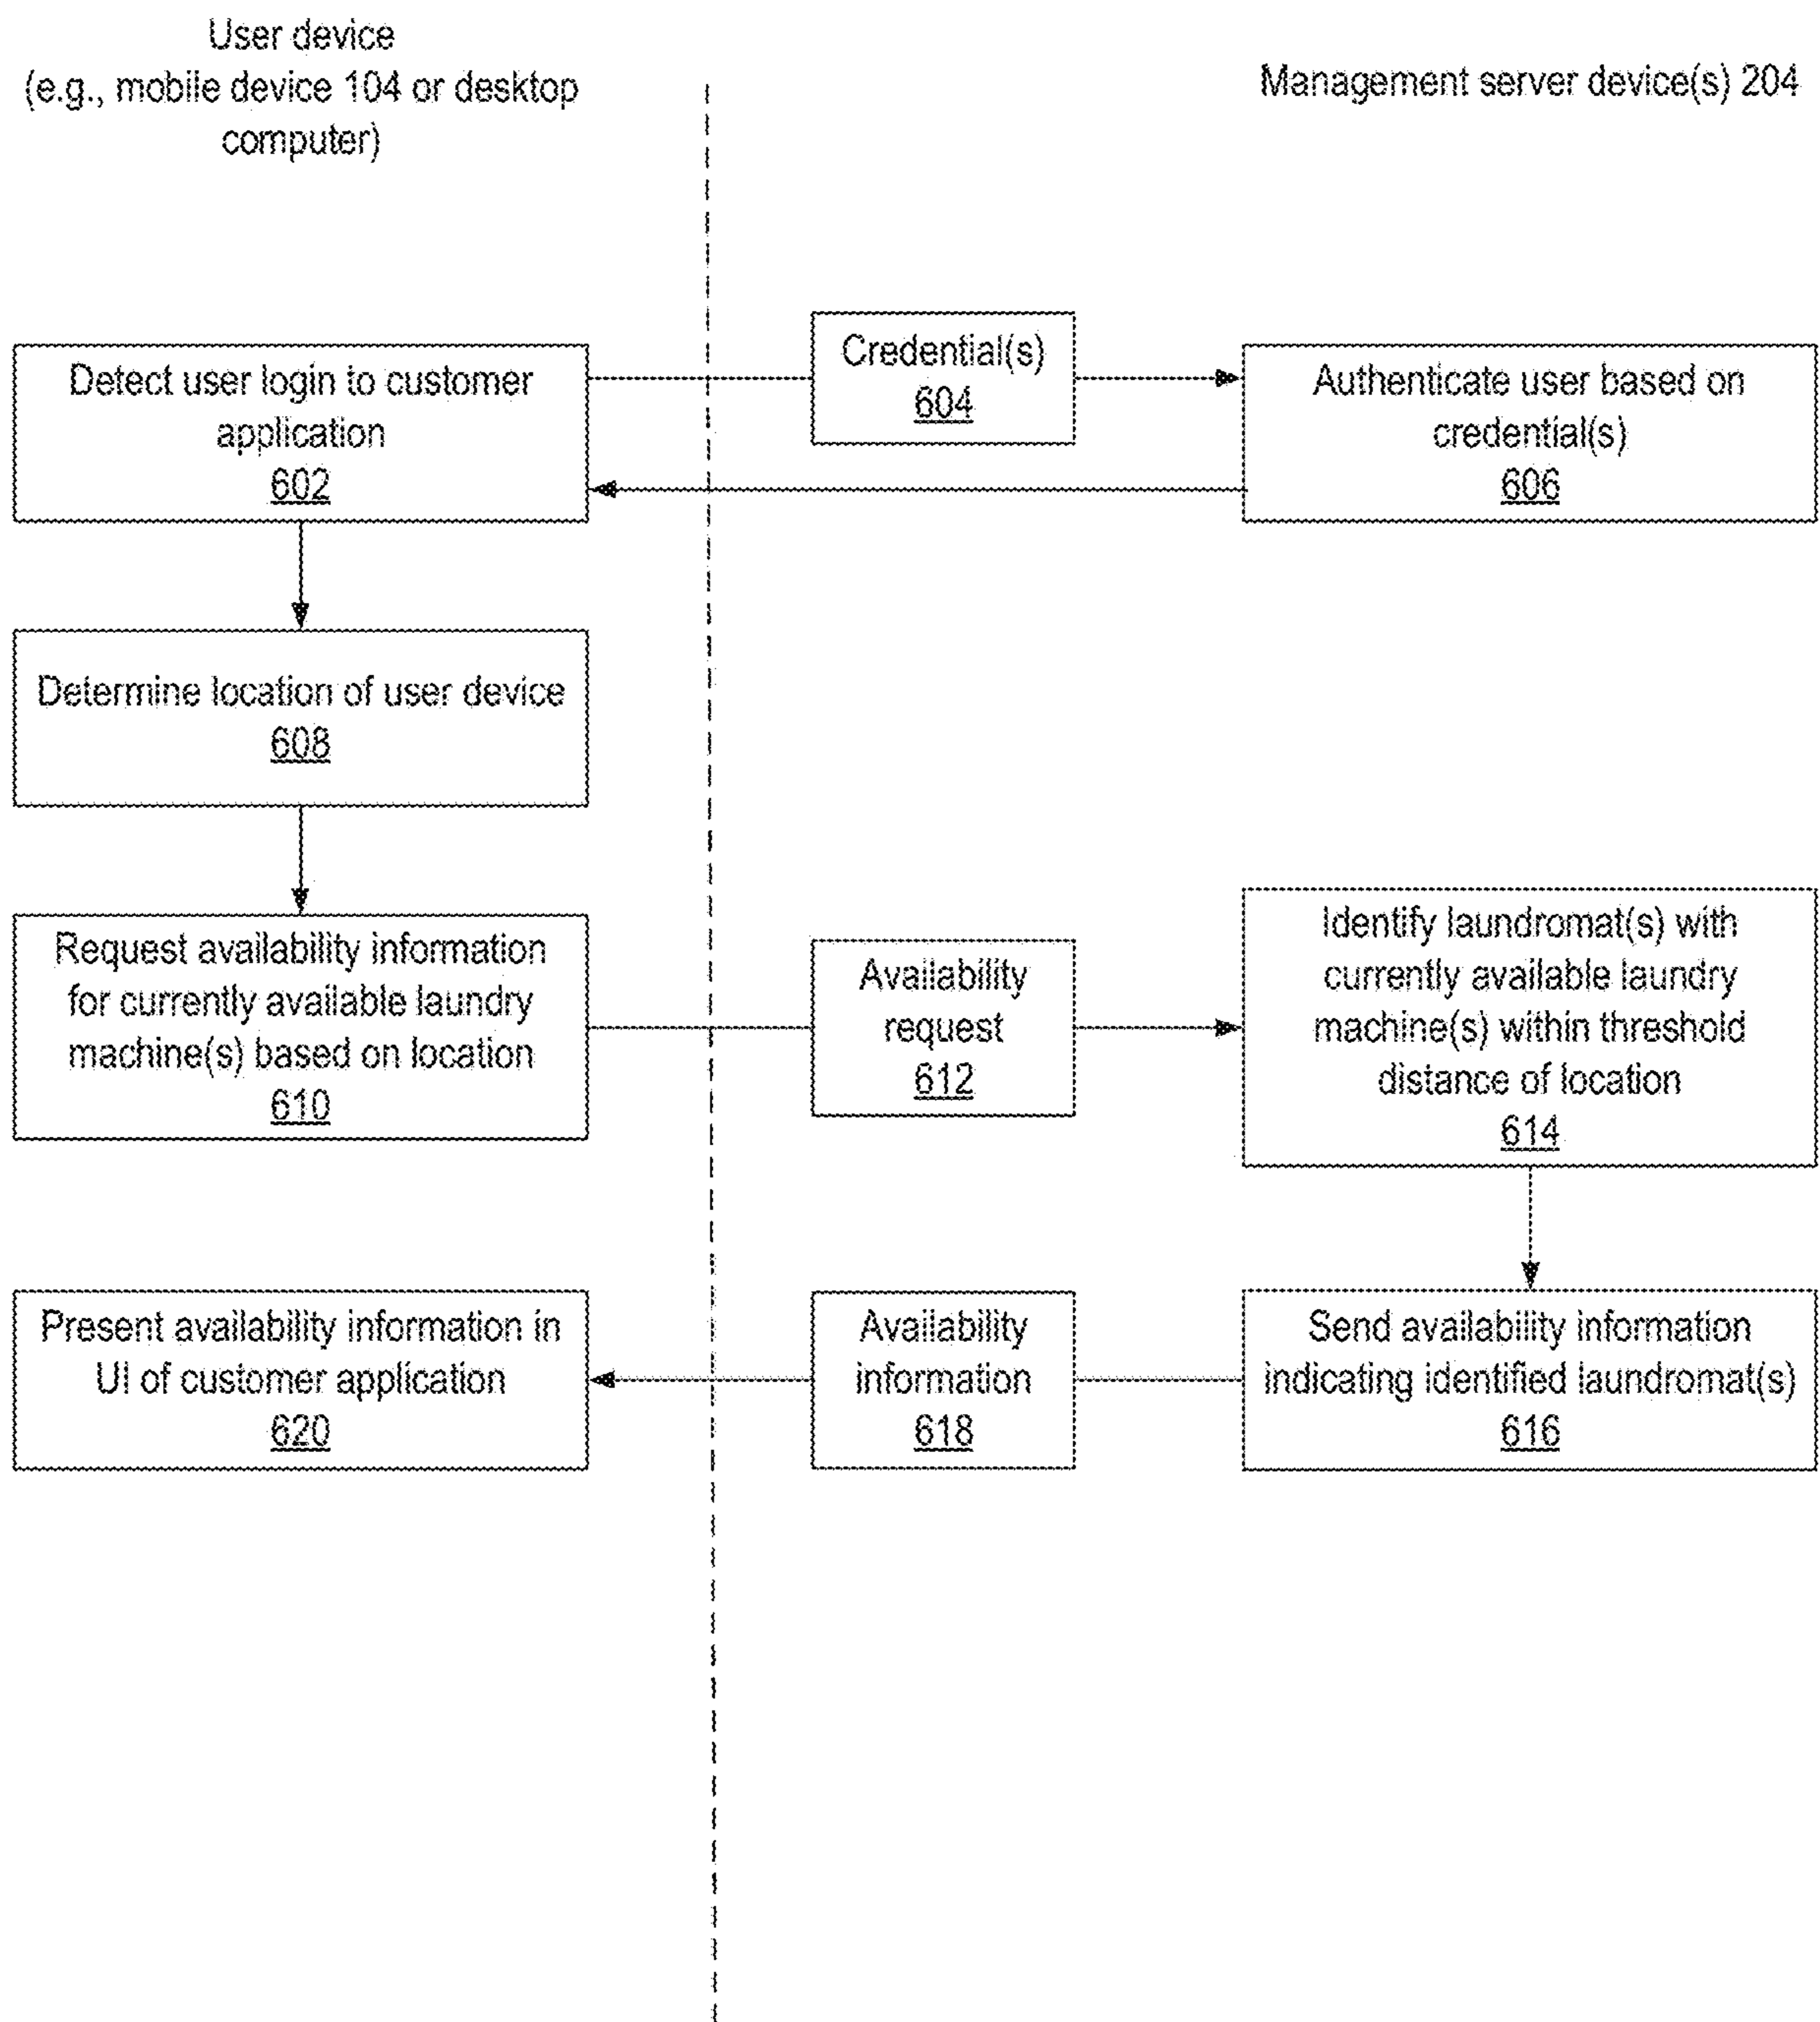 User device
(e.g., mobile device 104 or desktop
computer)
Management server device(s) 204
Detect user login to customer
application
602
Credential(s)
604
Authenticate user based on
credential(s)
606
Determine location of user device
608
Request availability information
for currently available laundry
machine(s) based on location
610
Availability
request
612
Identify laundromat(s) with
currently available laundry
machine(s) within threshold
distance of location
614
Present availability information in
UI of customer application
620
Availability
information
618
Send availability information
indicating identified laundromat(s)
616